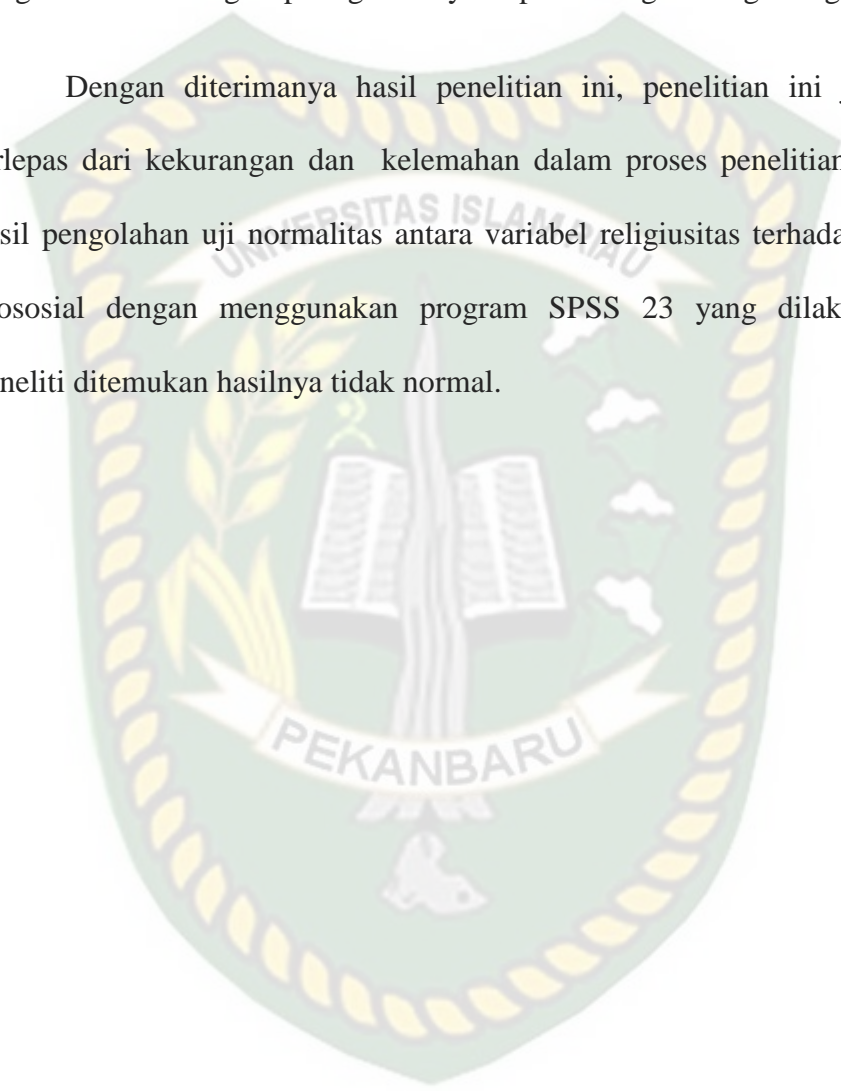 Dengan diterimanya hasil penelitian ini, penelitian ini
rlepas dari kekurangan dan kelemahan dalam proses penelitian
sil pengolahan uji normalitas antara variabel religiusitas terhada
ososial dengan menggunakan program SPSS 23 yang dilak
neliti ditemukan hasilnya tidak normal.
UNIVERSITAS ISLAM RIAU
PEKANBARU